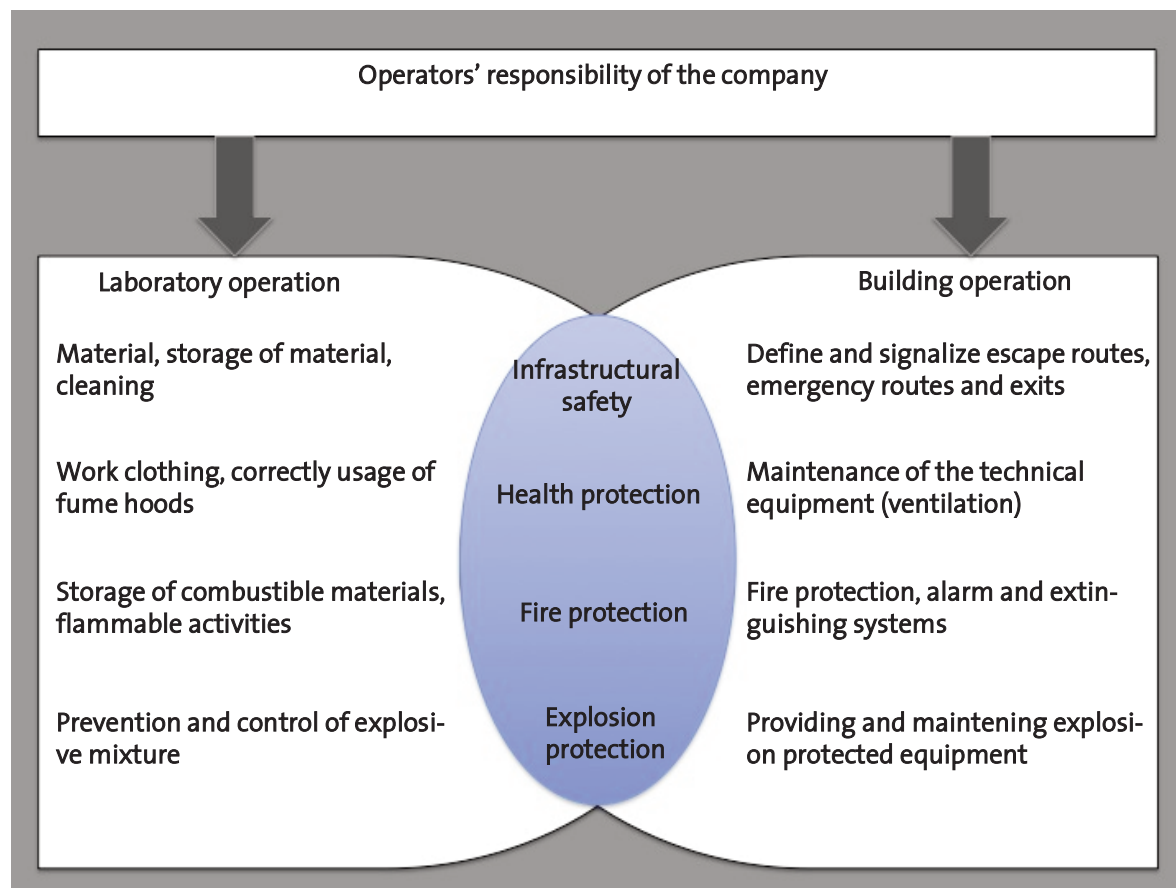 Operators’ responsibility of the company
Laboratory operation
Material, storage of material,
cleaning
Work clothing, correctly usage of
fume hoods
Storage of combustible materials,
flammable activities
Prevention and control of explosi-
ve mixture
Infrastructural
safety
Health protection
Fire protection
Explosion
protection
Building operation
Define and signalize escape routes,
emergency routes and exits
Maintenance of the technical
equipment (ventilation)
Fire protection, alarm and extin-
guishing systems
Providing and maintening explosi-
on protected equipment